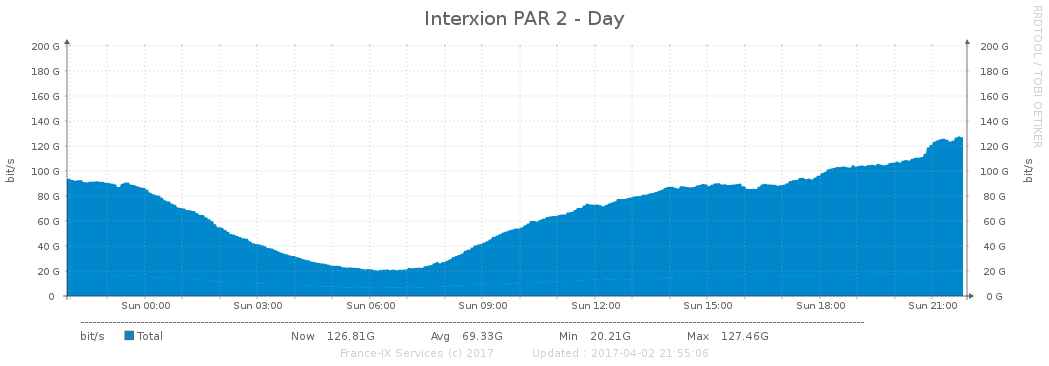 Interxion PAR 2 - Day
RRDTOOL / TOBI OETIKER
200 G 200 G
180 G 180 G
160 G 160 G
140 G 140 G
120 G 120 G
100 G 100 G
80 G 80 G
60 G 60 G
40 G 40 G
20 G 20 G
0 0 G
bit/s
bit/s
Sun 00:00 Sun 03:00 Sun 06:00 Sun 09:00 Sun 12:00 Sun 15:00 Sun 18:00 Sun 21:00
bit/s Total Now 126.81G Avg 69.33G Min 20.21G Max 127.46G
France-IX Services (c) 2017 Updated : 2017-04-02 21:55:06